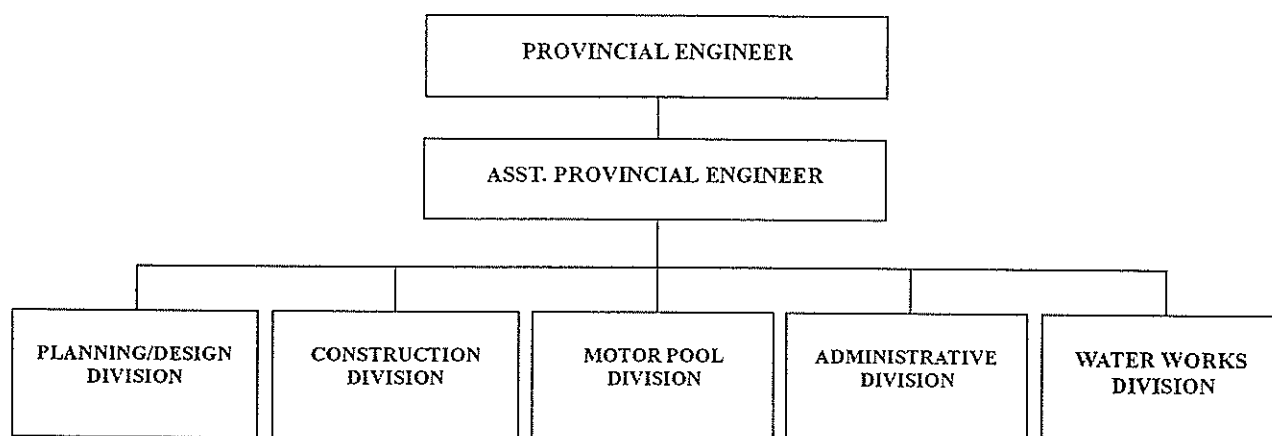 PROVINCIAL ENGINEER
ASST. PROVINCIAL ENGINEER
PLANNING/DESIGN
DIVISION
CONSTRUCTION
DIVISION
MOTOR POOL
DIVISION
ADMINISTRATIVE
DIVISION
WATER WORKS
DIVISION